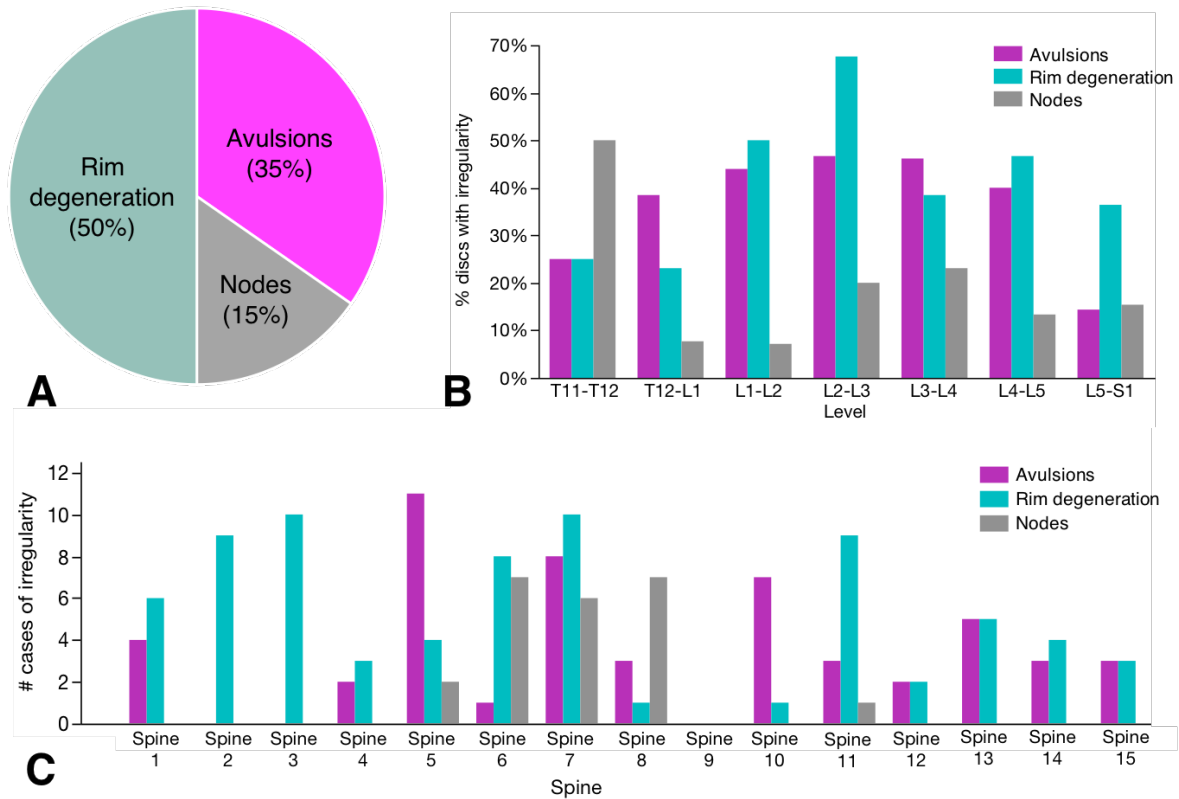 Rim
degeneration
(50%)
Avulsions
(35%)
Nodes
(15%)
A
% discs with irregularity
70%
60%
50%
40%
30%
20%
10%
0%
Avulsions
Rim degeneration
Nodes
T11-T12 T12-L1 L1-L2 L2-L3 L3-L4 L4-L5 L5-S1
Level
B
# cases of irregularity
12
10
8
6
4
2
0
Avulsions
Rim degeneration
Nodes
Spine Spine Spine Spine Spine Spine Spine Spine Spine Spine Spine Spine Spine Spine Spine
1 2 3 4 5 6 7 8 9 10 11 12 13 14 15
Spine
C